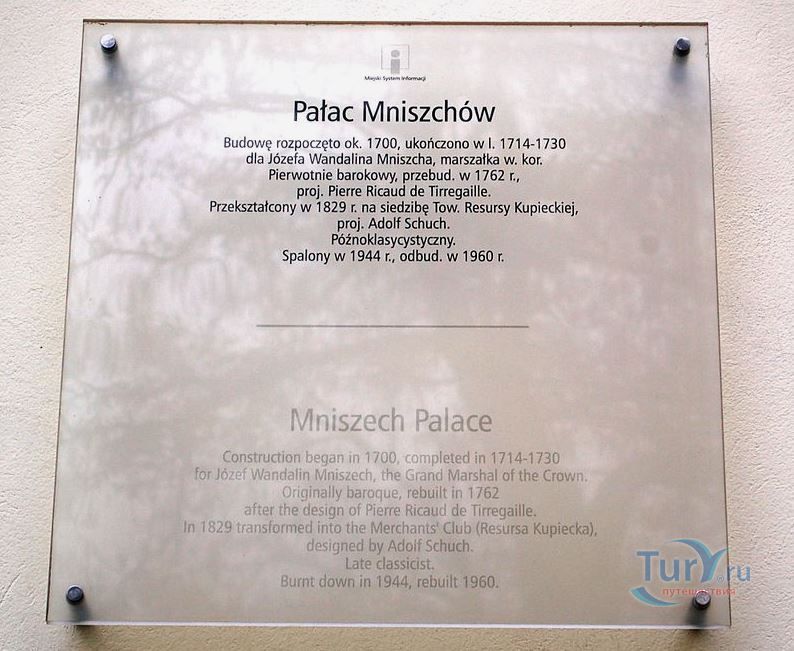 i
Miejski System Informacji
Pałac Mniszchów
Budowę rozpoczęto ok. 1700, ukończono w l. 1714-1730
dla Józefa Wandalina Mniszcha, marszałka w. kor.
Pierwotnie barokowy, przebud. w 1762 r.,
proj. Pierre Ricaud de Tirregaille.
Przekształcony w 1829 r. na siedzibę Tow. Resursy Kupieckiej,
proj. Adolf Schuch.
Późnoklasycystyczny.
Spalony w 1944 r., odbud. w 1960 r.
Mniszech Palace
Construction began in 1700, completed in 1714-1730
for Józef Wandalin Mniszech, the Grand Marshal of the Crown.
Originally baroque, rebuilt in 1762
after the design of Pierre Ricaud de Tirregaille.
In 1829 transformed into the Merchants' Club (Resursa Kupiecka),
designed by Adolf Schuch.
Late classicist.
Burnt down in 1944, rebuilt 1960.
TurY.ru
путешествия